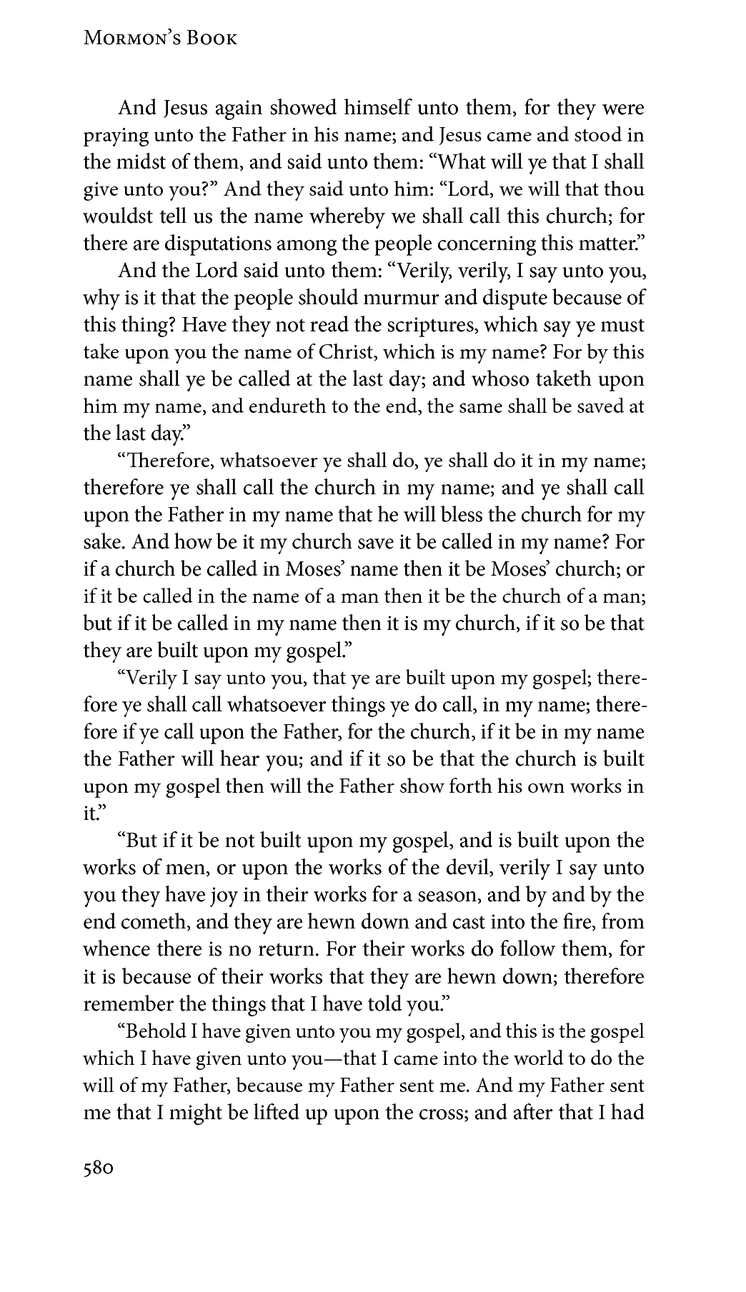 Mormon’s Book
And Jesus again showed himself unto them, for they were
praying unto the Father in his name; and Jesus came and stood in
the midst of them, and said unto them: “What will ye that I shall
give unto you?” And they said unto him: “Lord, we will that thou
wouldst tell us the name whereby we shall call this church; for
there are disputations among the people concerning this matter.”
And the Lord said unto them: “Verily, verily, I say unto you,
why is it that the people should murmur and dispute because of
this thing? Have they not read the scriptures, which say ye must
take upon you the name of Christ, which is my name? For by this
name shall ye be called at the last day; and whoso taketh upon
him my name, and endureth to the end, the same shall be saved at
the last day.”
“Therefore, whatsoever ye shall do, ye shall do it in my name;
therefore ye shall call the church in my name; and ye shall call
upon the Father in my name that he will bless the church for my
sake. And how be it my church save it be called in my name? For
if a church be called in Moses’ name then it be Moses’ church; or
if it be called in the name of a man then it be the church of a man;
but if it be called in my name then it is my church, if it so be that
they are built upon my gospel.”
“Verily I say unto you, that ye are built upon my gospel; there-
fore ye shall call whatsoever things ye do call, in my name; there-
fore if ye call upon the Father, for the church, if it be in my name
the Father will hear you; and if it so be that the church is built
upon my gospel then will the Father show forth his own works in
it.”
“But if it be not built upon my gospel, and is built upon the
works of men, or upon the works of the devil, verily I say unto
you they have joy in their works for a season, and by and by the
end cometh, and they are hewn down and cast into the fire, from
whence there is no return. For their works do follow them, for
it is because of their works that they are hewn down; therefore
remember the things that I have told you.”
“Behold I have given unto you my gospel, and this is the gospel
which I have given unto you—that I came into the world to do the
will of my Father, because my Father sent me. And my Father sent
me that I might be lifted up upon the cross; and after that I had
580